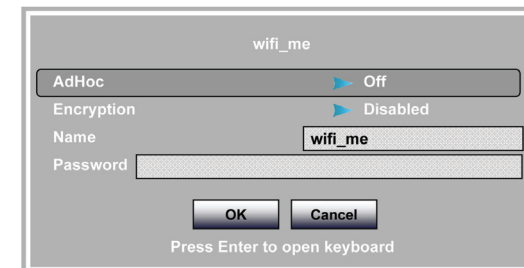 wifi_me
AdHoc Off
Encryption Disabled
Name wifi_me
Password
OK Cancel
Press Enter to open keyboard